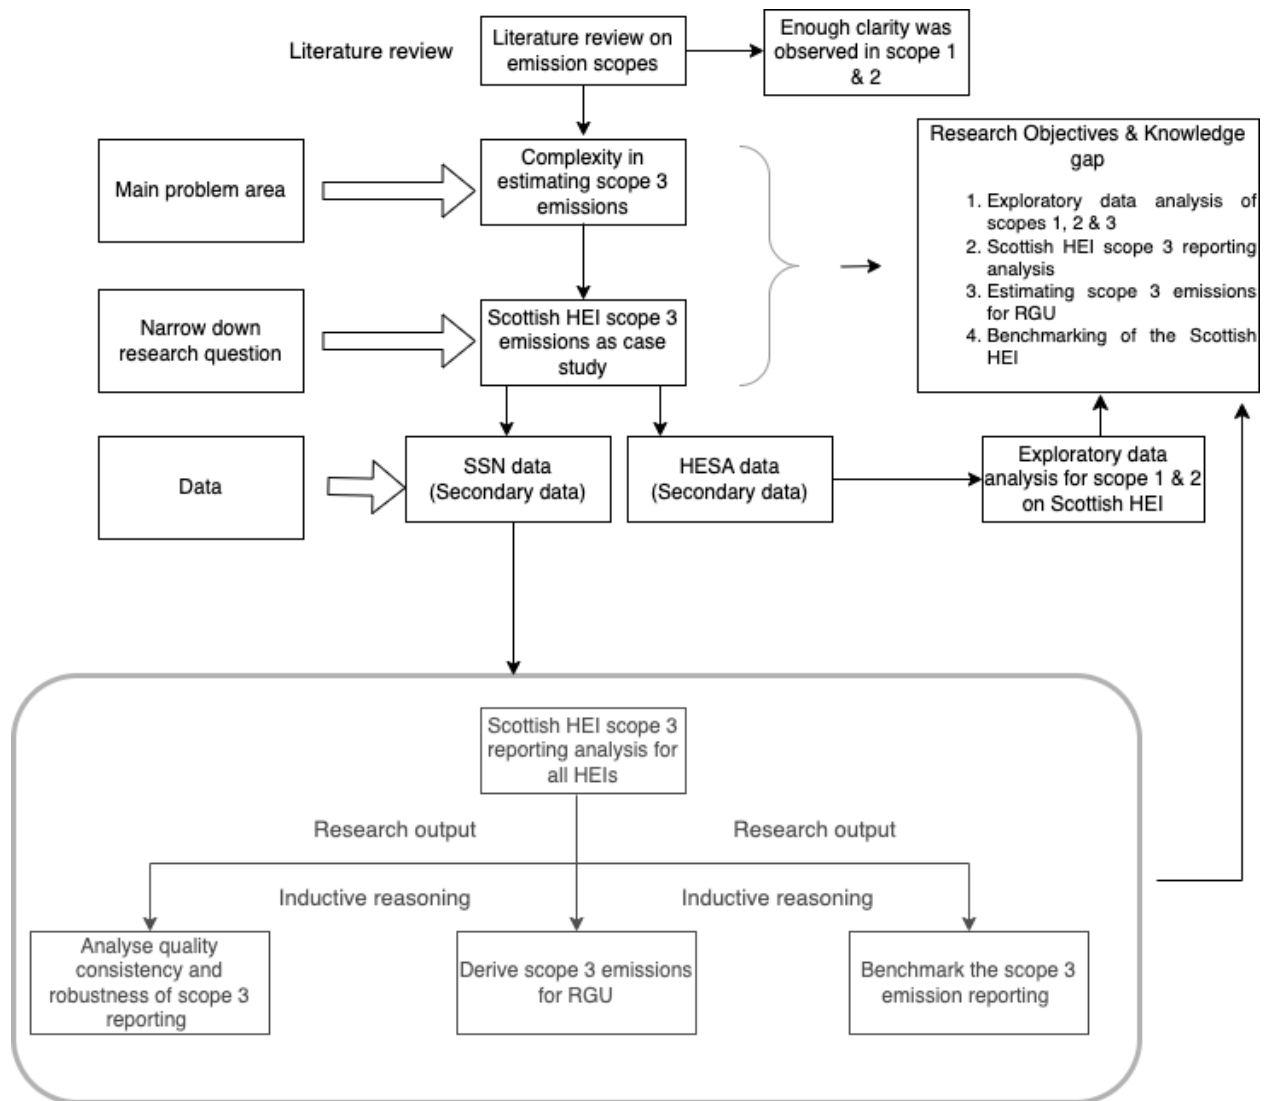 Literature review
Literature review on
emission scopes
Enough clarity was
observed in scope 1
& 2
Main problem area
Complexity in
estimating scope 3
emissions
Research Objectives & Knowledge
gap
1. Exploratory data analysis of
scopes 1, 2 & 3
2. Scottish HEI scope 3 reporting
analysis
3. Estimating scope 3 emissions
for RGU
4. Benchmarking of the Scottish
HEI
Narrow down
research question
Scottish HEI scope 3
emissions as case
study
Data
SSN data
(Secondary data)
HESA data
(Secondary data)
Exploratory data
analysis for scope 1 & 2
on Scottish HEI
Scottish HEI scope 3
reporting analysis for
all HEIs
Research output
Research output
Inductive reasoning
Inductive reasoning
Analyse quality
consistency and
robustness of scope 3
reporting
Derive scope 3 emissions
for RGU
Benchmark the scope 3
emission reporting